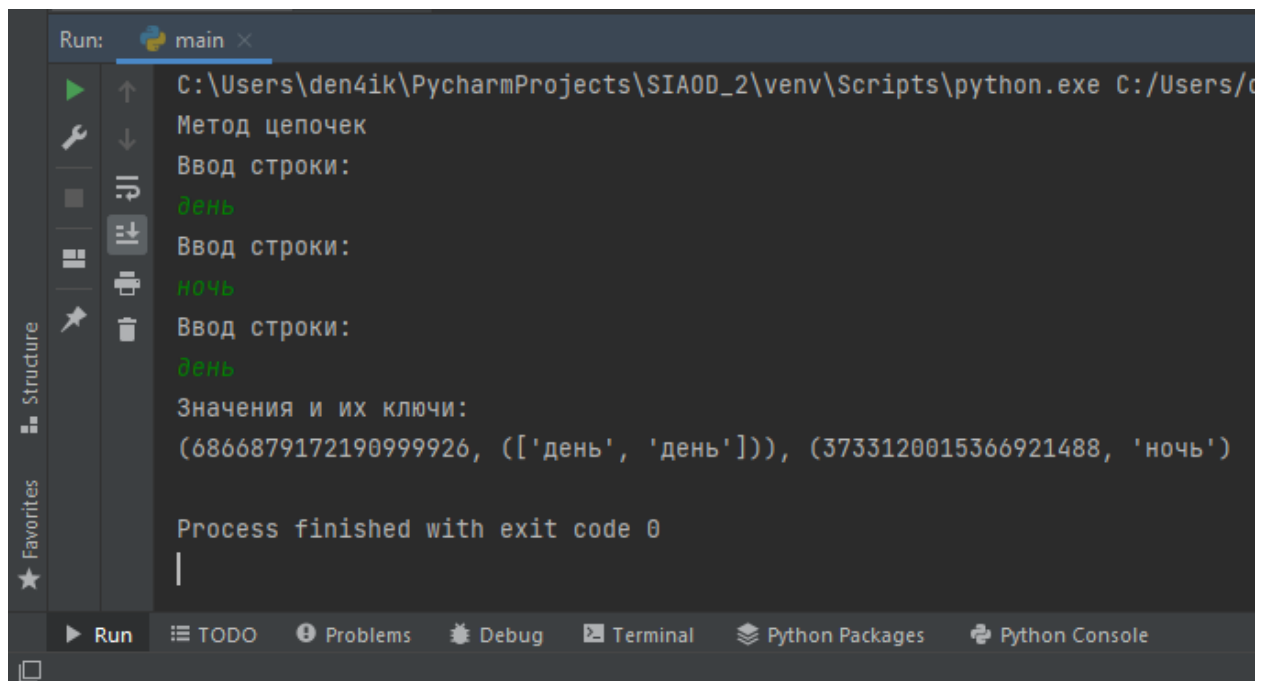 Run: main
C:\Users\den4ik\PycharmProjects\SIAOD_2\venv\Scripts\python.exe C:/Users/
Метод цепочек
Ввод строки:
день
Ввод строки:
ночь
Ввод строки:
день
Значения и их ключи:
(6866879172190999926, (['день', 'день'])), (3733120015366921488, 'ночь')
Process finished with exit code 0
Structure
Favorites
Run TODO Problems Debug Terminal Python Packages Python Console